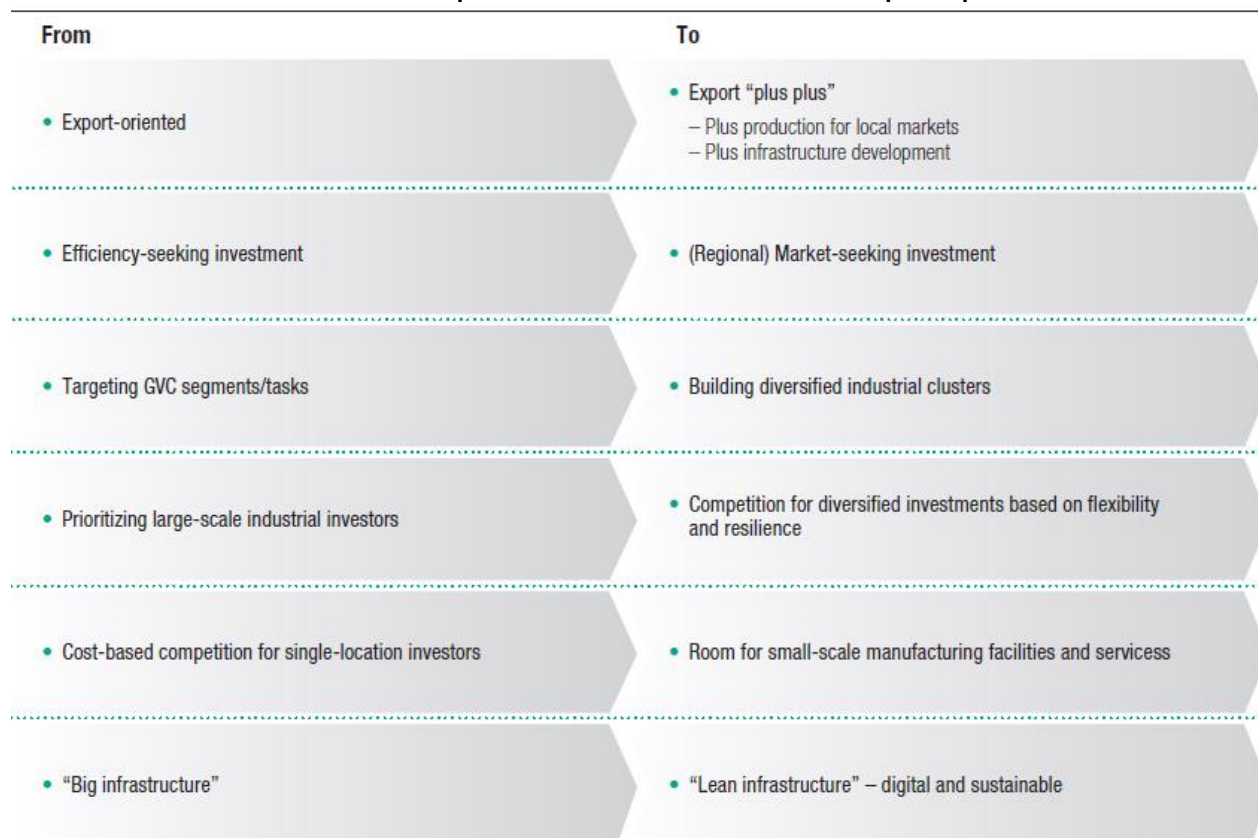 From
To
• Export-oriented
• Export “plus plus”
– Plus production for local markets
– Plus infrastructure development
• Efficiency-seeking investment
• (Regional) Market-seeking investment
• Targeting GVC segments/tasks
• Building diversified industrial clusters
• Prioritizing large-scale industrial investors
• Competition for diversified investments based on flexibility
and resilience
• Cost-based competition for single-location investors
• Room for small-scale manufacturing facilities and servicess
• “Big infrastructure”
• “Lean infrastructure” – digital and sustainable